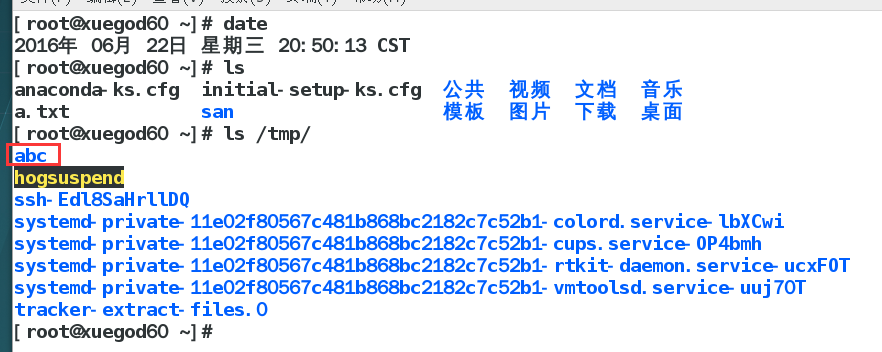 [root@xuegod60 ~]# date
2016年 06月 22日 星期三 20:50:13 CST
[root@xuegod60 ~]# ls
anaconda-ks.cfg initial-setup-ks.cfg 公共 视频 文档 音乐
a.txt san 模板 图片 下载 桌面
[root@xuegod60 ~]# ls /tmp/
abc
hogsuspend
ssh-Edl8SaHrllDQ
systemd-private-11e02f80567c481b868bc2182c7c52b1-colord.service-lbXCwi
systemd-private-11e02f80567c481b868bc2182c7c52b1-cups.service-0P4bmh
systemd-private-11e02f80567c481b868bc2182c7c52b1-rtkit-daemon.service-ucxF0T
systemd-private-11e02f80567c481b868bc2182c7c52b1-vmtoolsd.service-uuj7OT
tracker-extract-files.0
[root@xuegod60 ~]#